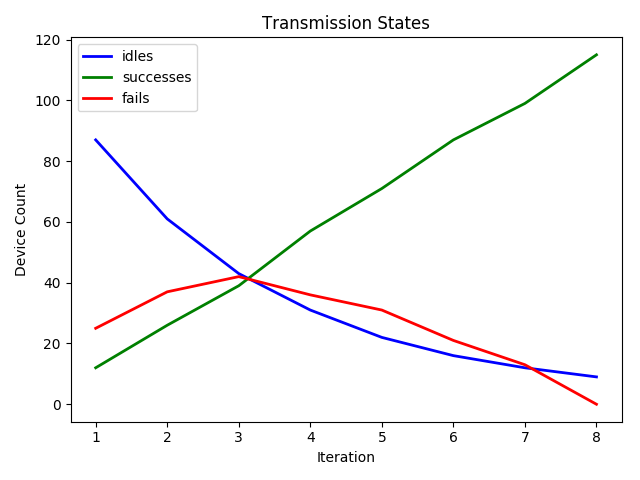 Transmission States
idles
successes
fails
Device Count
120
100
80
60
40
20
0
1 2 3 4 5 6 7 8
Iteration